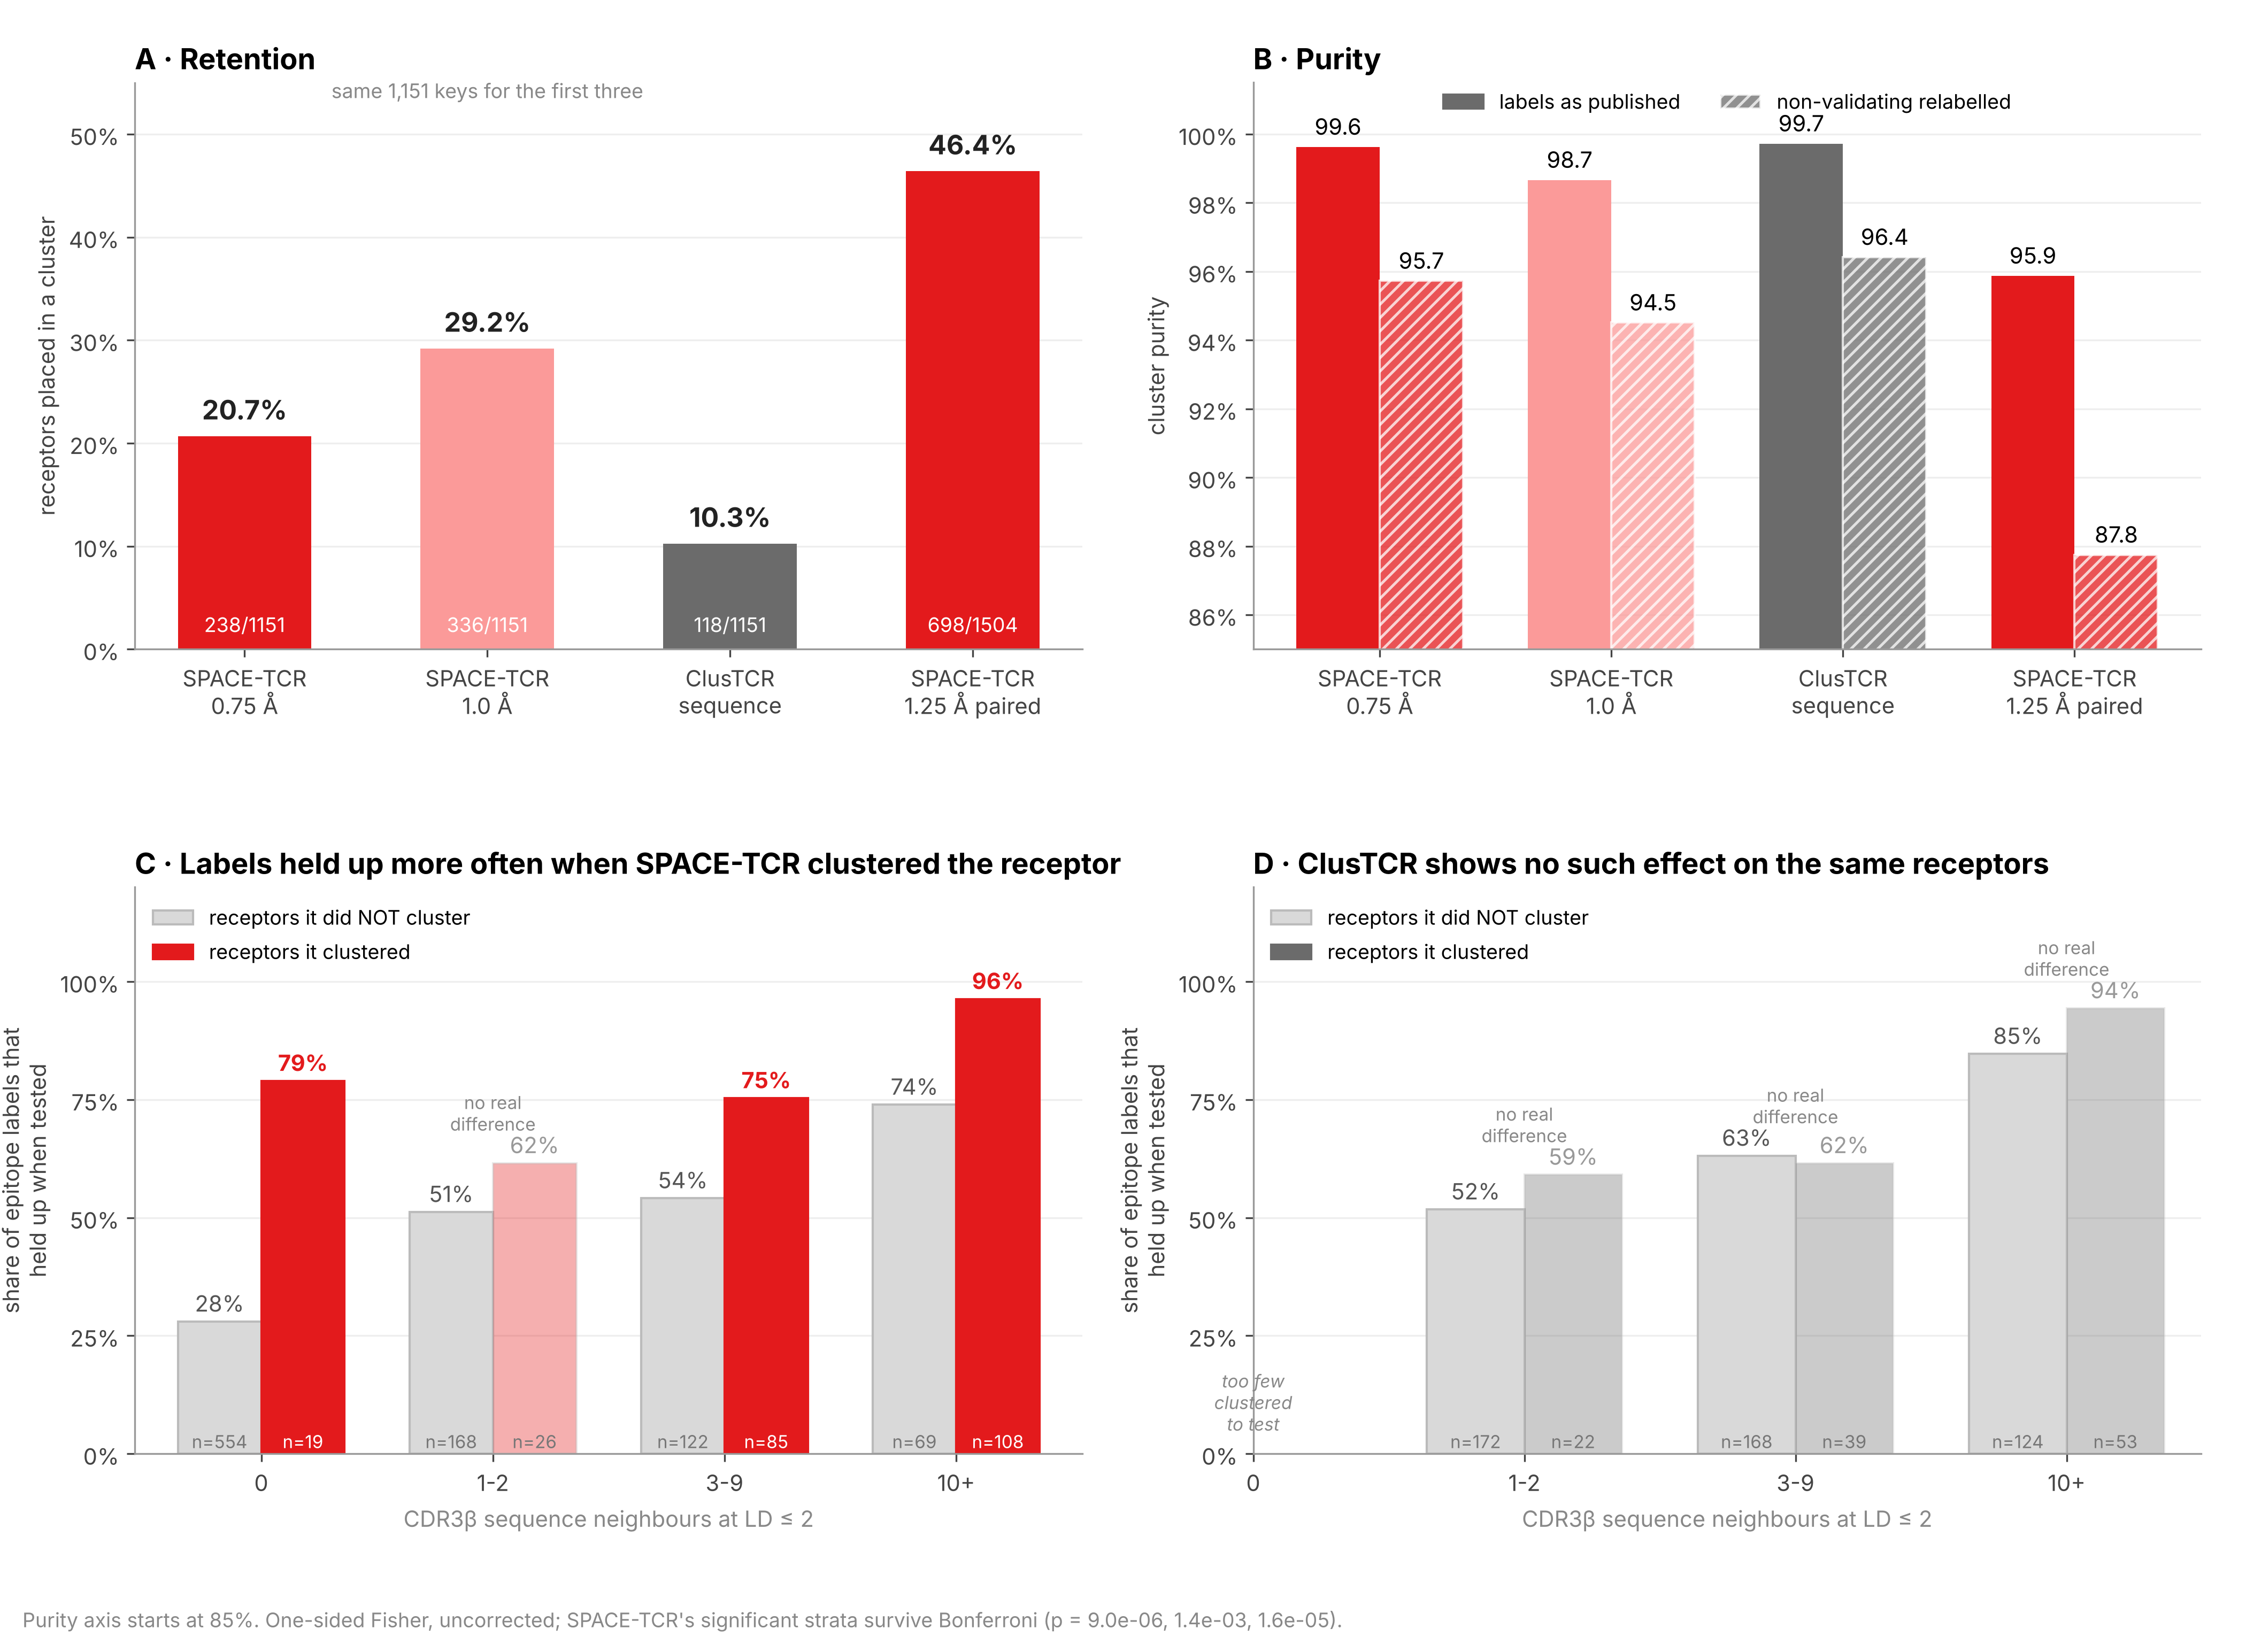 A · Retention
same 1,151 keys for the first three
receptors placed in a cluster
50%
40%
30%
20%
10%
0%
20.7%
29.2%
10.3%
46.4%
238/1151
336/1151
118/1151
698/1504
SPACE-TCR
0.75 Å
SPACE-TCR
1.0 Å
ClusTCR
sequence
SPACE-TCR
1.25 Å paired
B · Purity
labels as published
non-validating relabelled
cluster purity
100%
98%
96%
94%
92%
90%
88%
86%
99.6
95.7
98.7
94.5
99.7
96.4
95.9
87.8
SPACE-TCR
0.75 Å
SPACE-TCR
1.0 Å
ClusTCR
sequence
SPACE-TCR
1.25 Å paired
C · Labels held up more often when SPACE-TCR clustered the receptor
receptors it did NOT cluster
receptors it clustered
share of epitope labels that
held up when tested
100%
75%
50%
25%
0%
28%
79%
51%
no real
difference
62%
54%
75%
74%
96%
n=554
n=19
n=168
n=26
n=122
n=85
n=69
n=108
0
1-2
3-9
10+
CDR3β sequence neighbours at LD ≤ 2
D · ClusTCR shows no such effect on the same receptors
receptors it did NOT cluster
receptors it clustered
share of epitope labels that
held up when tested
100%
75%
50%
25%
0%
too few
clustered
to test
52%
no real
difference
59%
63%
no real
difference
62%
85%
no real
difference
94%
n=172
n=22
n=168
n=39
n=124
n=53
0
1-2
3-9
10+
CDR3β sequence neighbours at LD ≤ 2
Purity axis starts at 85%. One-sided Fisher, uncorrected; SPACE-TCR's significant strata survive Bonferroni (p = 9.0e-06, 1.4e-03, 1.6e-05).